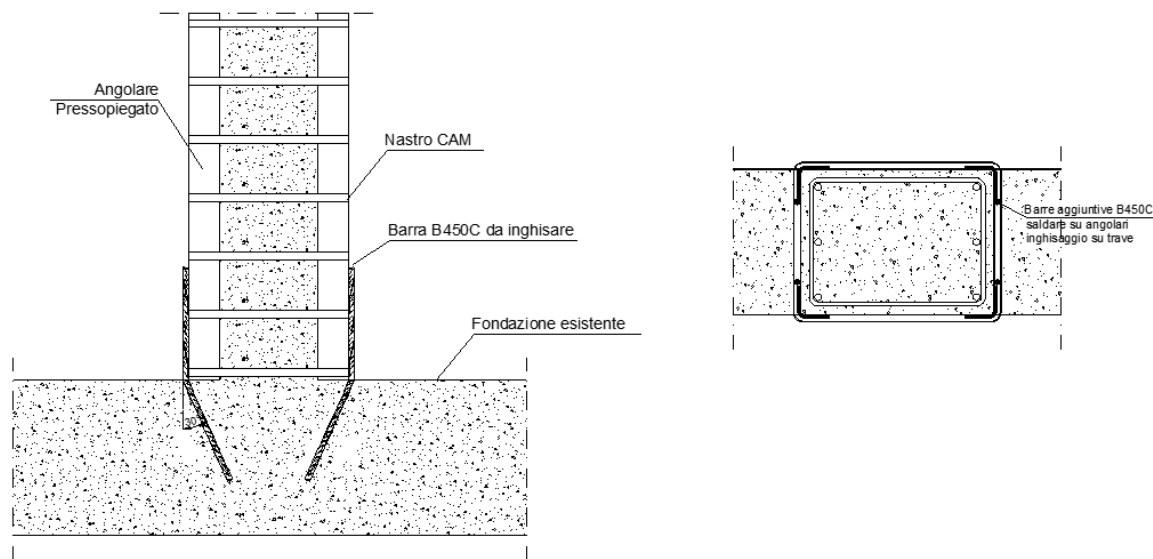 Angolare
Pressopiegato
Nastro CAM
Barra B450C da inghisare
Fondazione esistente
30
Barre aggiuntive B450C
saldare su angolari
inghisaggio su trave